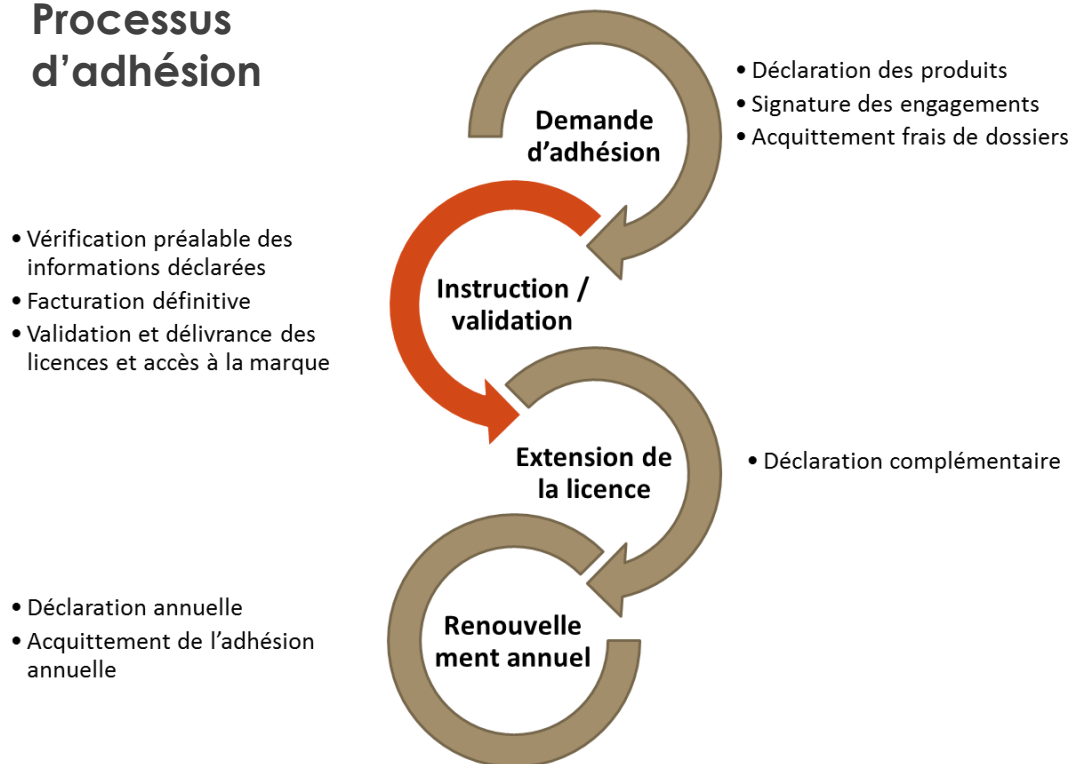 Processus
d’adhésion
Demande
d’adhésion
• Déclaration des produits
• Signature des engagements
• Acquittement frais de dossiers
• Vérification préalable des
informations déclarées
• Facturation définitive
• Validation et délivrance des
licences et accès à la marque
Instruction /
validation
Extension de
la licence
• Déclaration complémentaire
• Déclaration annuelle
• Acquittement de l’adhésion
annuelle
Renouvelle
ment annuel